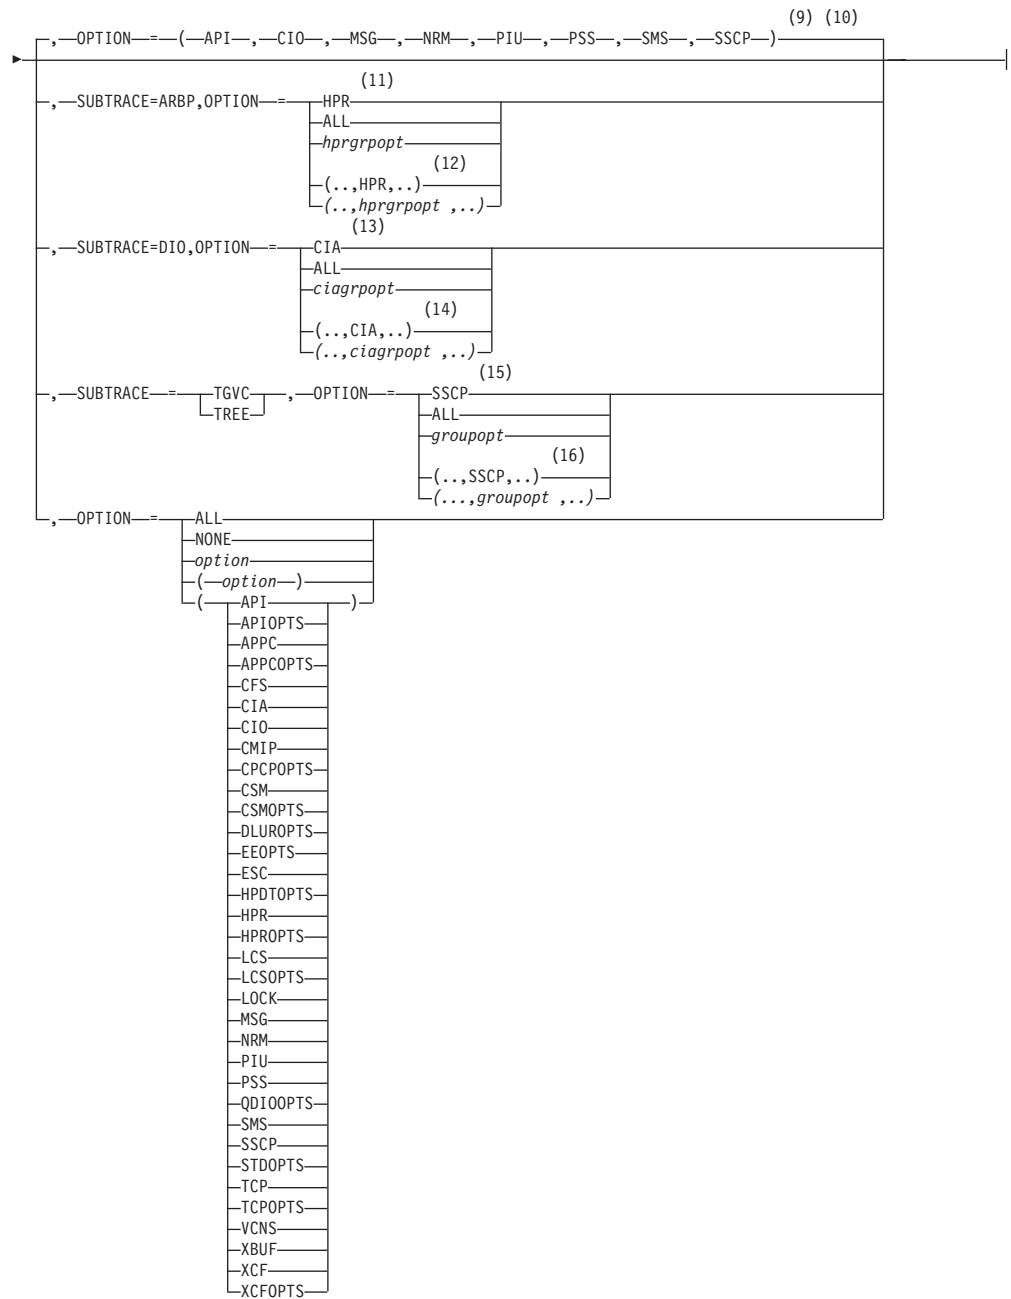 (9) (10)
,—OPTION—=—(—API—,—CIO—,—MSG—,—NRM—,—PIU—,—PSS—,—SMS—,—SSCP—)
(11)
,—SUBTRACE=ARBP,OPTION—=—HPR
ALL
hprgrpopt
(12)
(..,HPR,..)
(..,hprgrpopt ,..)
(13)
,—SUBTRACE=DIO,OPTION—=—CIA
ALL
ciagrpopt
(14)
(..,CIA,..)
(..,ciagrpopt ,..)
(15)
,—SUBTRACE—=—TGVC—,—OPTION—=—SSCP
TREE
ALL
groupopt
(16)
(..,SSCP,..)
(...,groupopt ,..)
,—OPTION—=—ALL
NONE
option
(—option—)
(—API—)
APIOPTS
APPC
APPCOPTS
CFS
CIA
CIO
CMIP
CPCPOPTS
CSM
CSMOPTS
DLUROPTS
EEOPTS
ESC
HPDTOPTS
HPR
HPROPTS
LCS
LCSOPTS
LOCK
MSG
NRM
PIU
PSS
QDIOOPTS
SMS
SSCP
STDOPTS
TCP
TCPOPTS
VCNS
XBUF
XCF
XCFOPTS